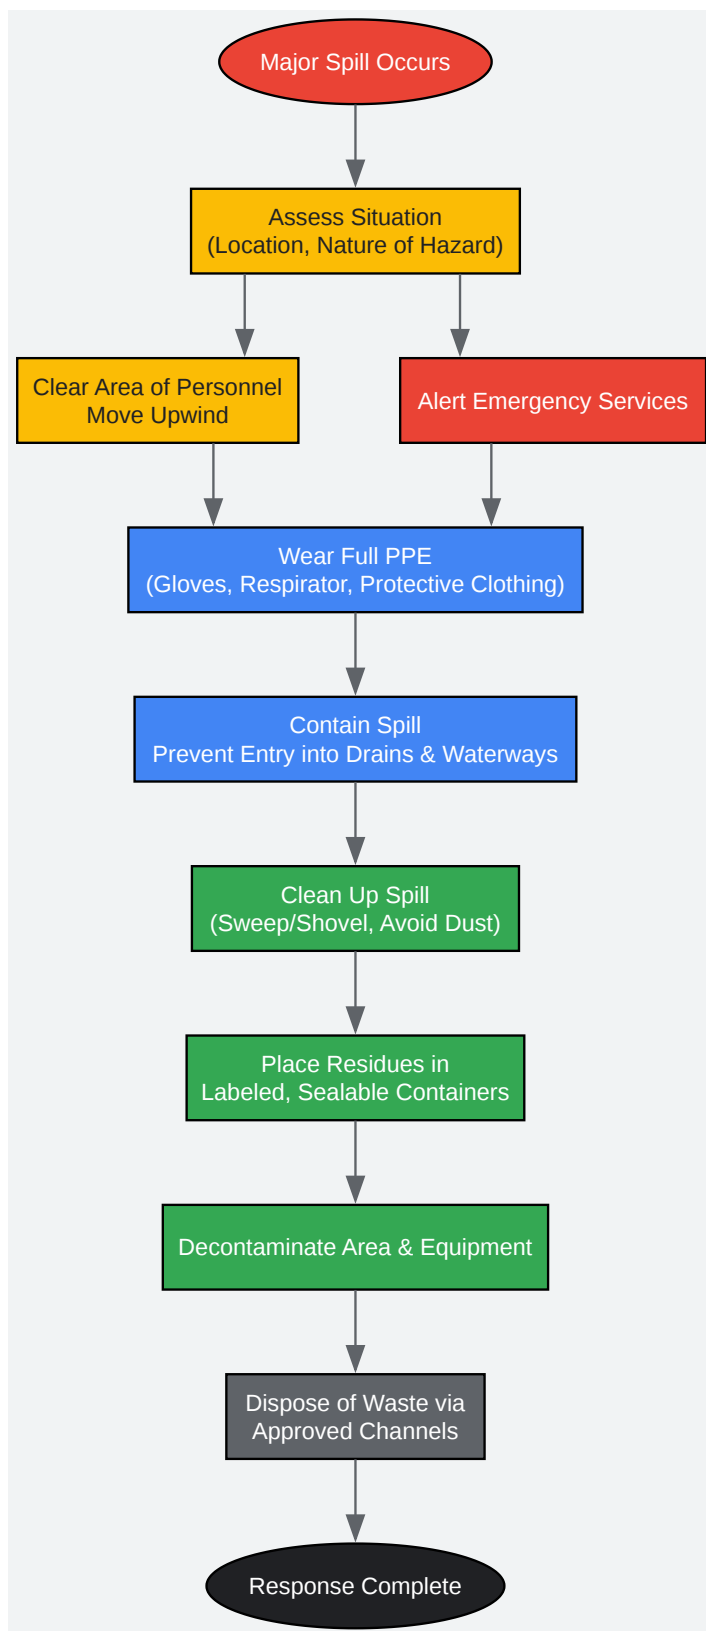 Major Spill Occurs
Assess Situation
(Location, Nature of Hazard)
Clear Area of Personnel
Move Upwind
Alert Emergency Services
Wear Full PPE
(Gloves, Respirator, Protective Clothing)
Contain Spill
Prevent Entry into Drains & Waterways
Clean Up Spill
(Sweep/Shovel, Avoid Dust)
Place Residues in
Labeled, Sealable Containers
Decontaminate Area & Equipment
Dispose of Waste via
Approved Channels
Response Complete